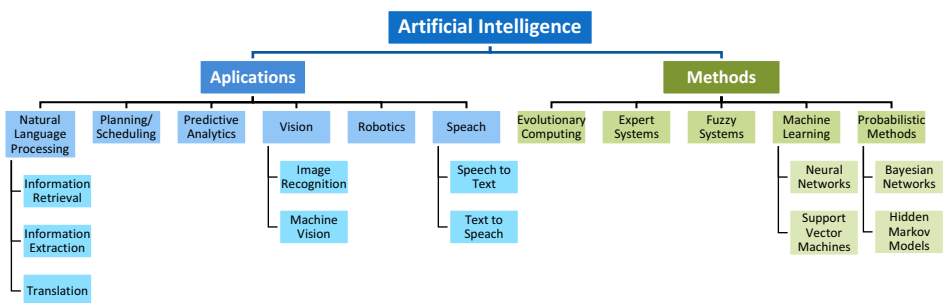 Artificial Intelligence
Aplications
Methods
Natural
Language
Processing
Planning/
Scheduling
Predictive
Analytics
Vision
Robotics
Speach
Evolutionary
Computing
Expert
Systems
Fuzzy
Systems
Machine
Learning
Probabilistic
Methods
Information
Retrieval
Image
Recognition
Speech to
Text
Neural
Networks
Bayesian
Networks
Information
Extraction
Machine
Vision
Text to
Speach
Support
Vector
Machines
Hidden
Markov
Models
Translation